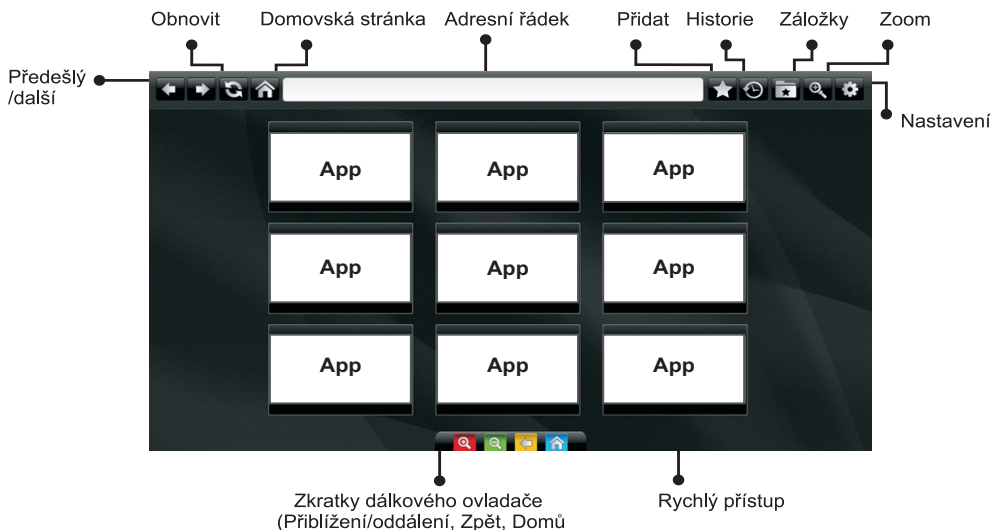 Obnovit
Domovská stránka
Adresní řádek
Přidat
Historie
Záložky
Zoom
Předešlý
/další
Nastavení
App
App
App
App
App
App
App
App
App
Zkratky dálkového ovladače
(Přiblížení/oddálení, Zpět, Domů
Rychlý přístup